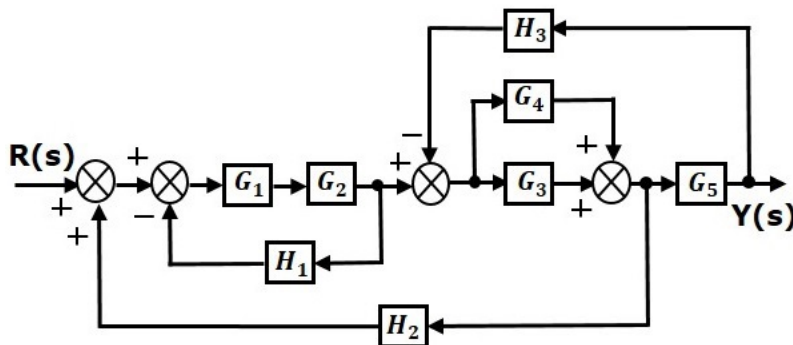 H₃
G₄
R(s)
+
−
G₁
G₂
+
−
G₃
+
+
G₅
Y(s)
+
+
H₁
H₂